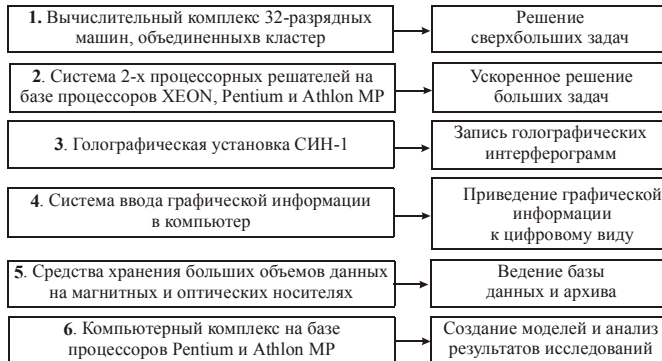 1. Вычислительный комплекс 32-разрядных
машин, объединенныхв кластер
Решение
сверхбольших задач
2. Система 2-х процессорных решателей на
базе процессоров XEON, Pentium и Athlon MP
Ускоренное решение
больших задач
3. Голографическая установка СИН-1
Запись голографических
интерферограмм
4. Система ввода графической информации
в компьютер
Приведение графической
информации
к цифровому виду
5. Средства хранения больших объемов данных
на магнитных и оптических носителях
Ведение базы
данных и архива
6. Компьютерный комплекс на базе
процессоров Pentium и Athlon MP
Создание моделей и анализ
результатов исследований